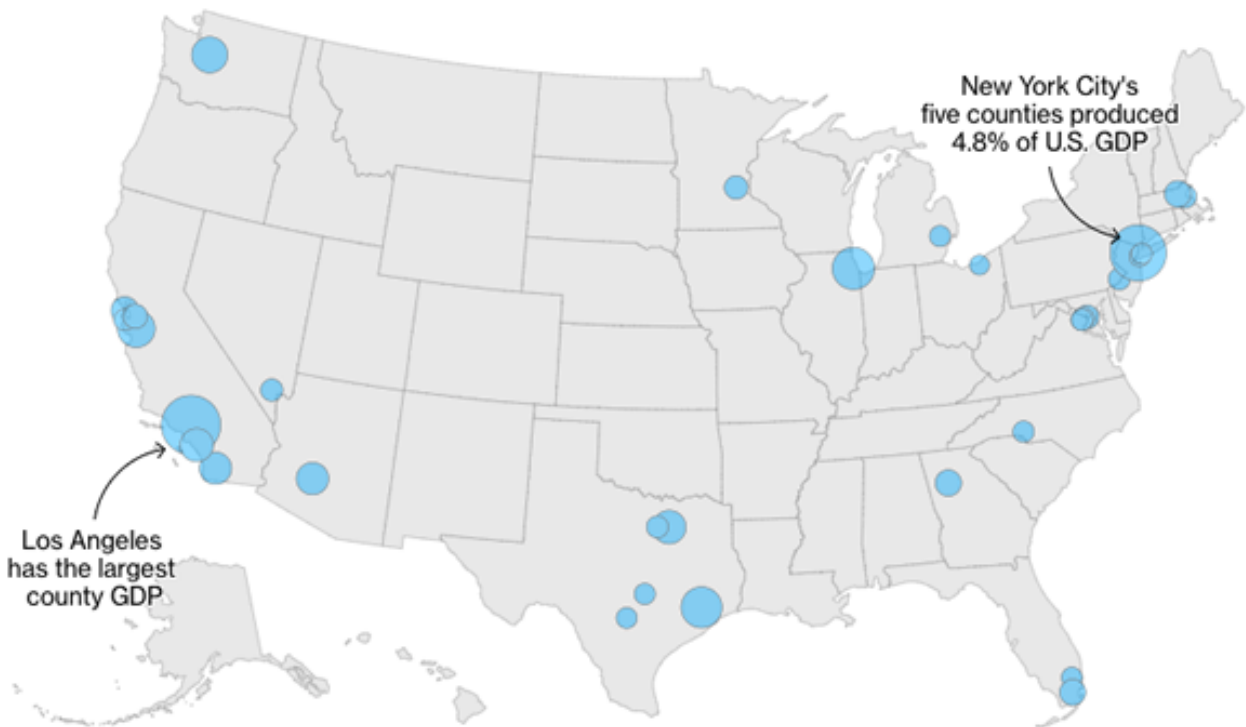 New York City's
five counties produced
4.8% of U.S. GDP
Los Angeles
has the largest
county GDP